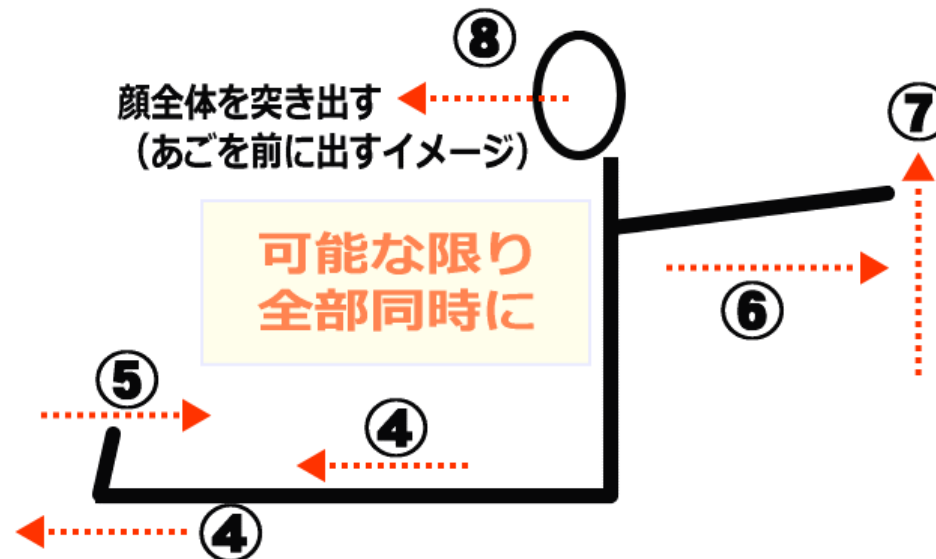 ⑧
顔全体を突き出す
（あごを前に出すイメージ）
⑦
可能な限り
全部同時に
⑥
⑤
④
④